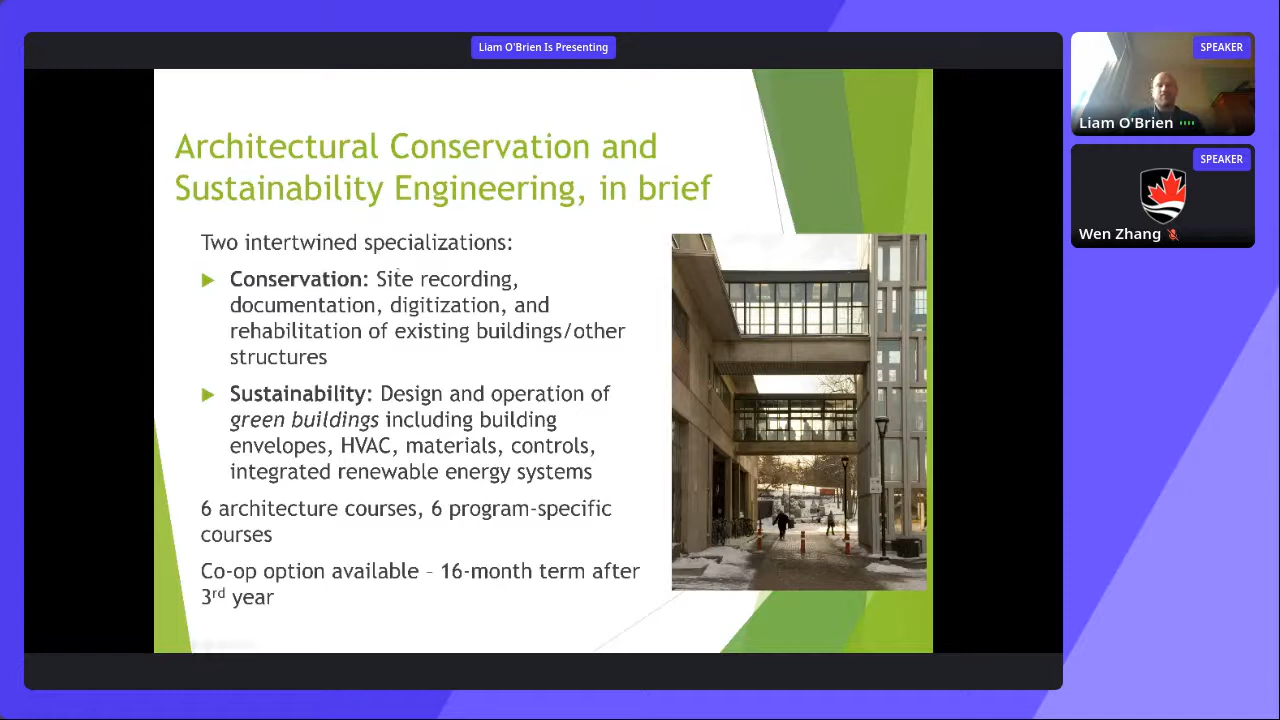 Liam O'Brien Is Presenting
Architectural Conservation and
Sustainability Engineering, in brief
Two intertwined specializations:
Conservation: Site recording,
documentation, digitization, and
rehabilitation of existing buildings/other
structures
Sustainability: Design and operation of
green buildings including building
envelopes, HVAC, materials, controls,
integrated renewable energy systems
6 architecture courses, 6 program-specific
courses
Co-op option available – 16-month term after
3rd year
SPEAKER
Liam O'Brien
SPEAKER
Wen Zhang